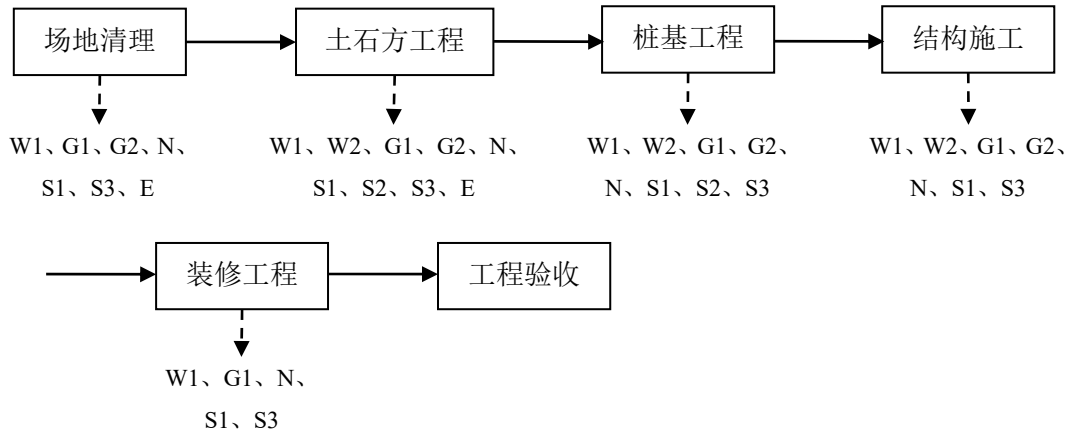 场地清理 土石方工程 桩基工程 结构施工
W1、G1、G2、N、 W1、W2、G1、G2、N、 W1、W2、G1、G2、 W1、W2、G1、G2、
S1、S3、E S1、S2、S3、E N、S1、S2、S3 N、S1、S3
装修工程 工程验收
W1、G1、N、
S1、S3